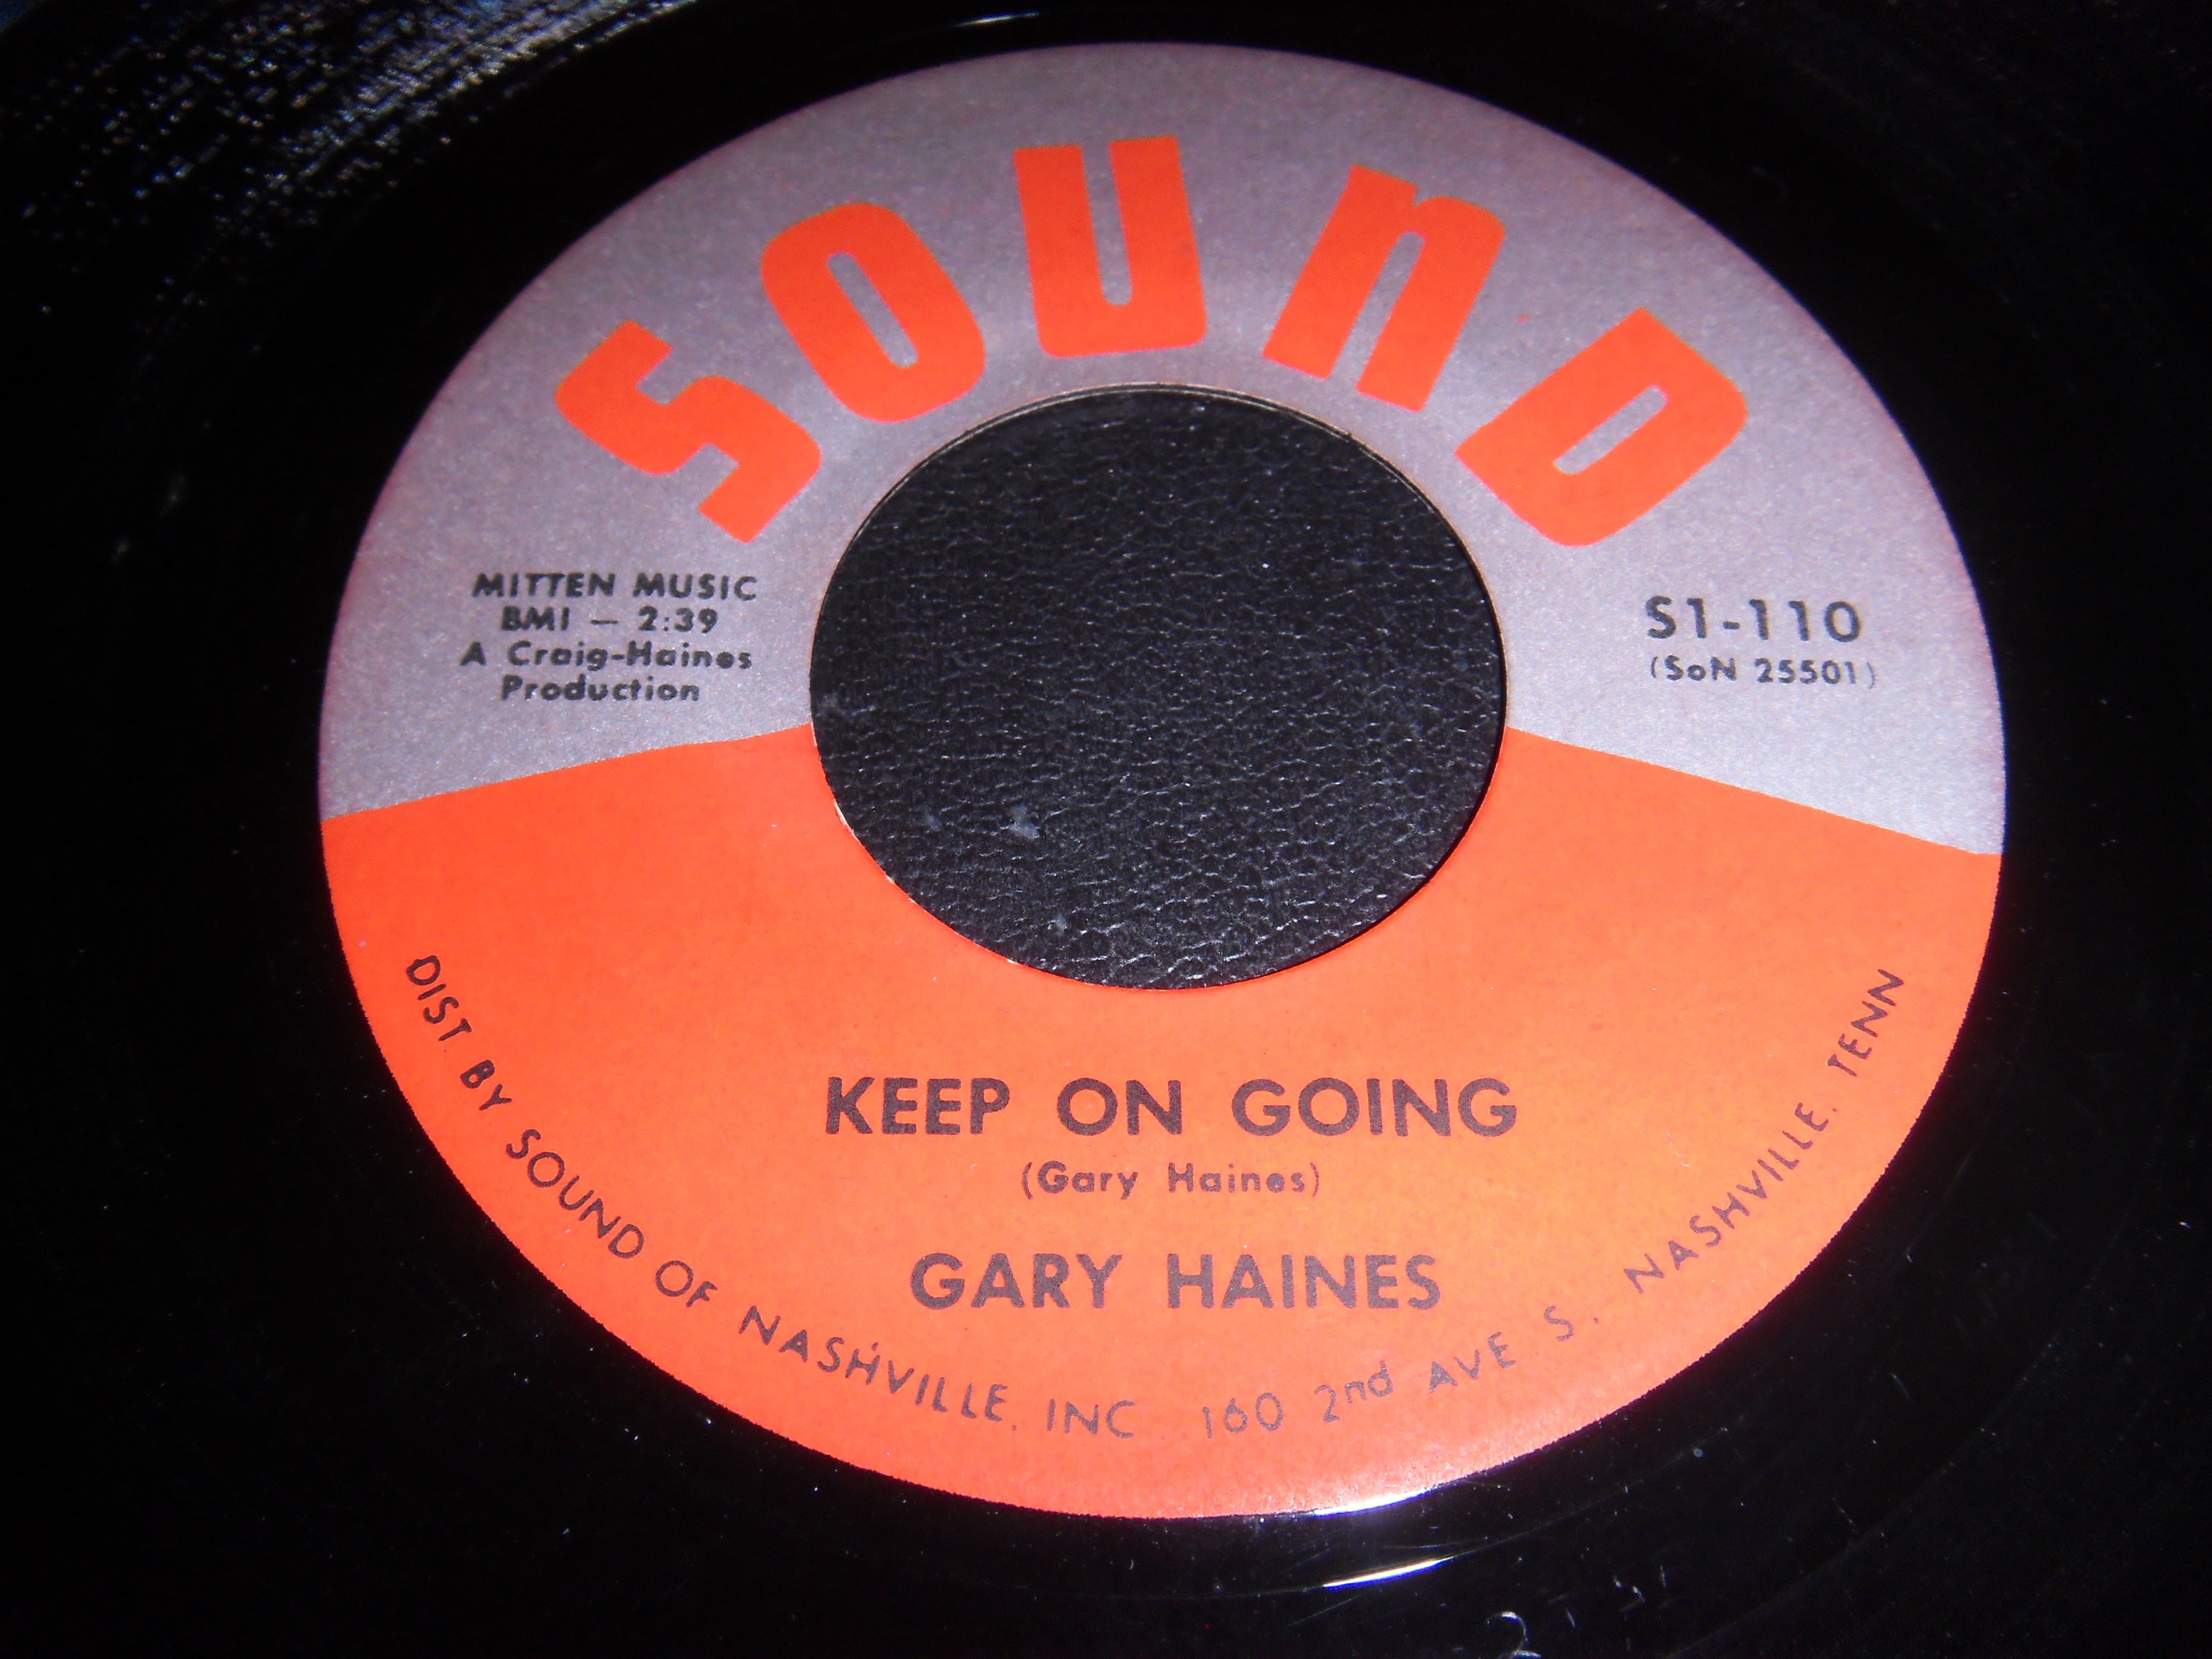 SOUND
MITTEN MUSIC
BMI — 2:39
A Craig-Haines
Production
S1-110
(SoN 25501)
KEEP ON GOING
(Gary Haines)
GARY HAINES
DIST BY SOUND OF NASHVILLE, INC 160 2nd AVE. S. NASHVILLE, TENN